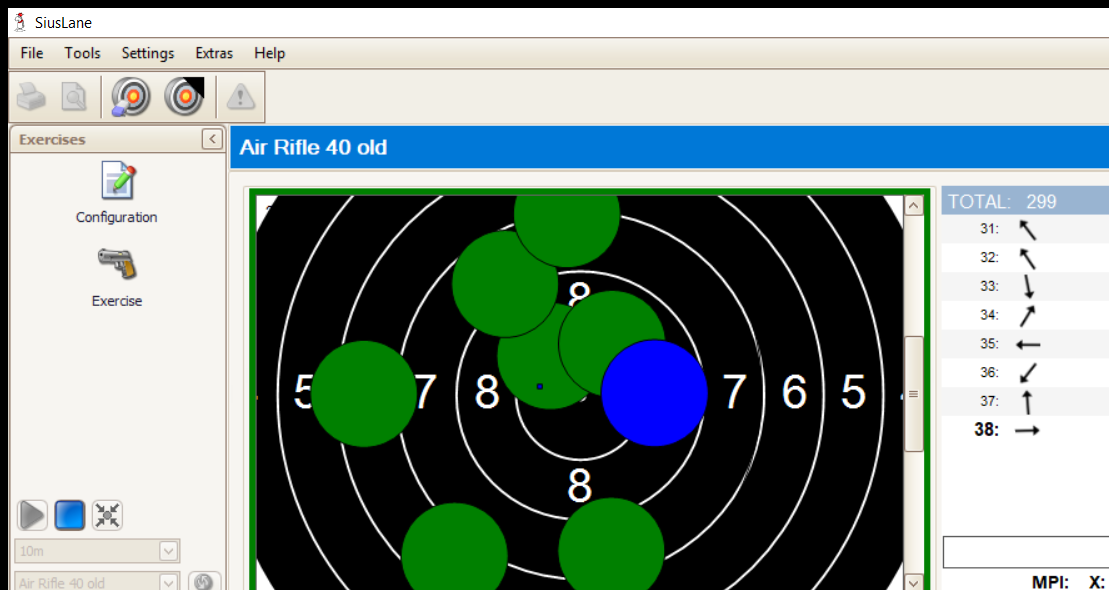 SiusLane
File Tools Settings Extras Help
Exercises
Air Rifle 40 old
Configuration
Exercise
10m
Air Rifle 40 old
8
5 7 8 7 6 5
8
TOTAL: 299
31:
32:
33:
34:
35:
36:
37:
38:
MPI: X: